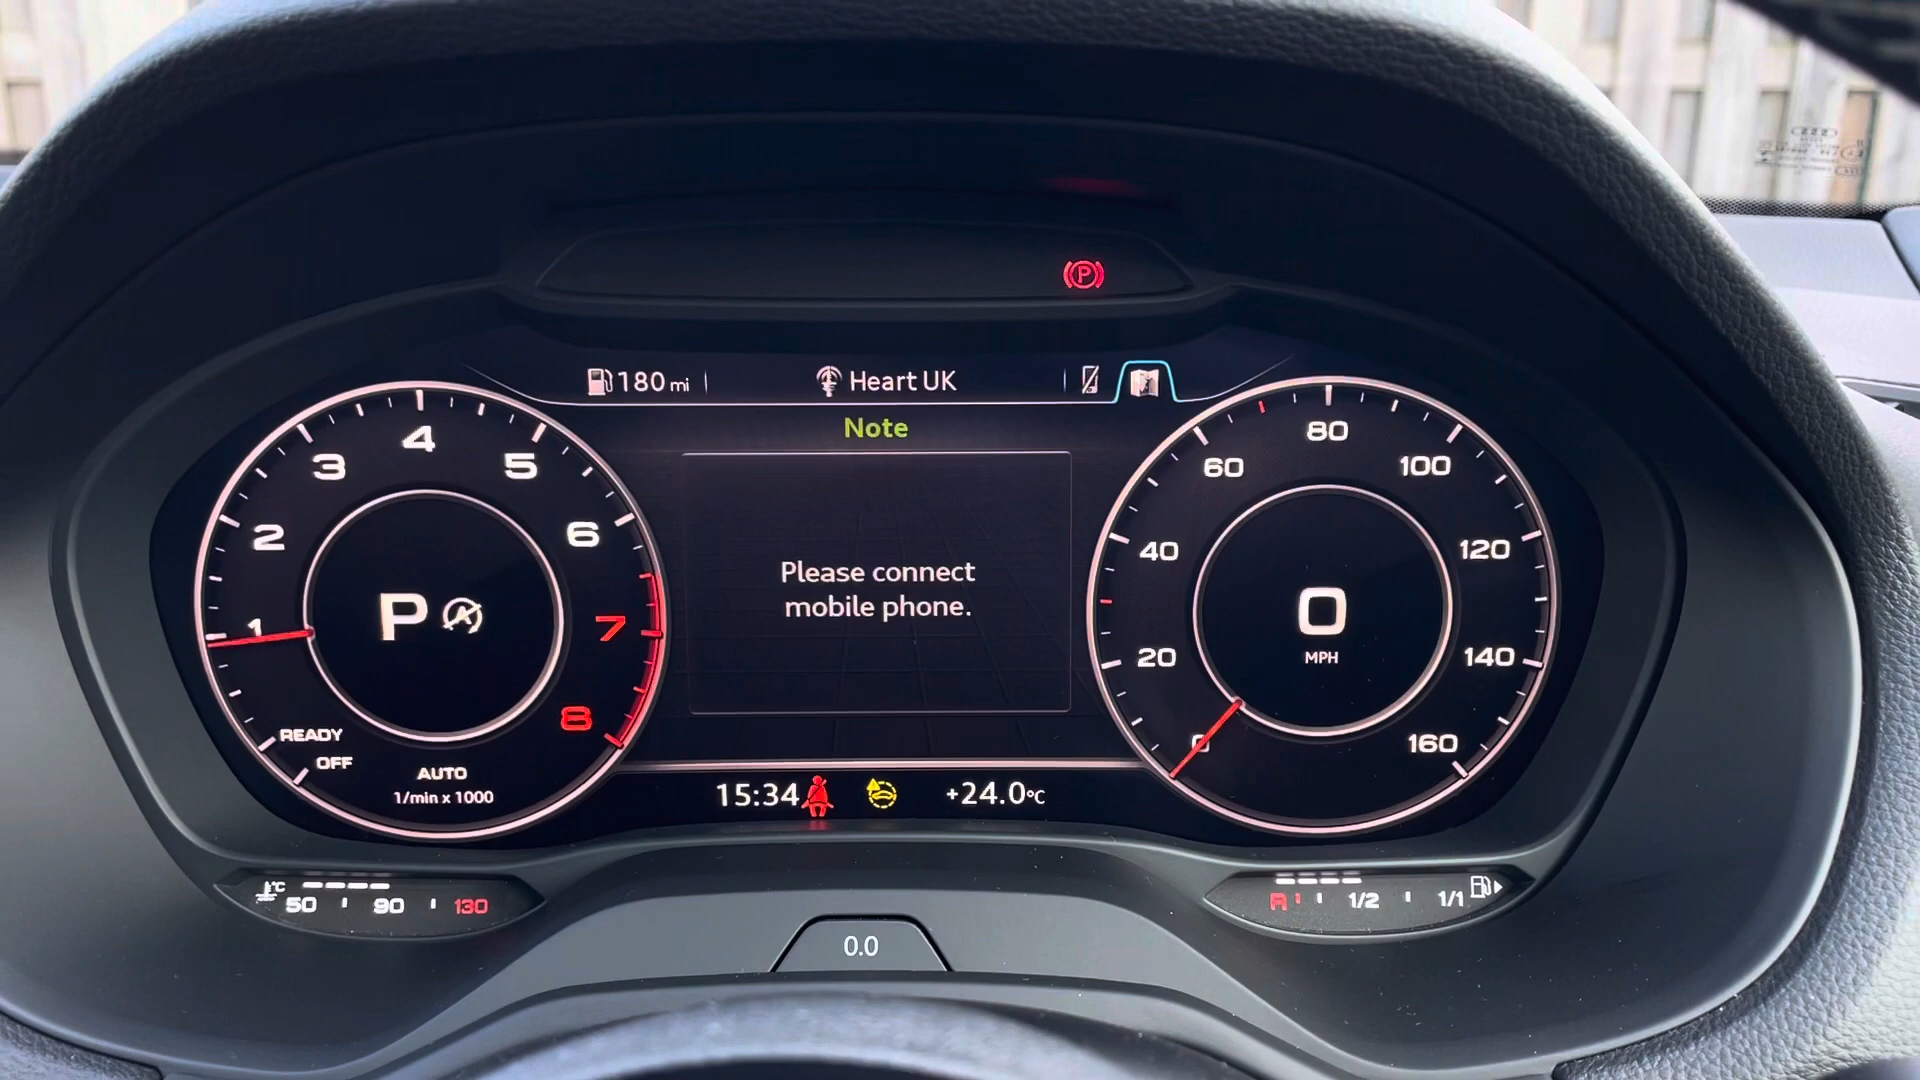 180 mi
Heart UK
Note
Please connect
mobile phone.
1
2
3
4
5
6
7
8
P
A
READY
OFF
AUTO
1/min x 1000
0
20
40
60
80
100
120
140
160
0
MPH
15:34
+24.0°C
P
°C
50
90
130
R
1/2
1/1
0.0